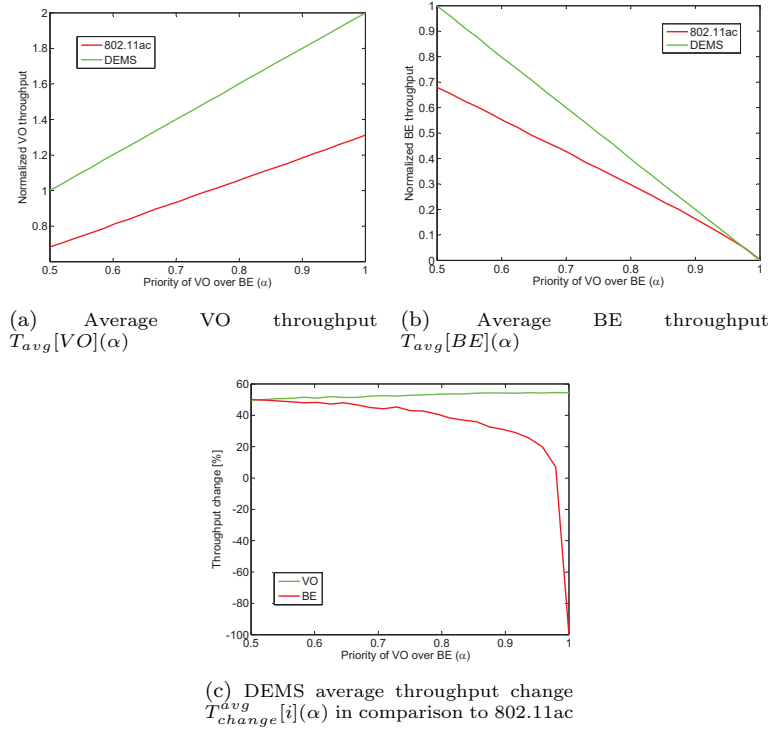 2
1.8
1.6
1.4
1.2
1
0.8
Normalized VO throughput
802.11ac
DEMS
0.5 0.6 0.7 0.8 0.9 1
Priority of VO over BE (α)
(a) Average VO throughput
T_{avg}[VO](α)
1
0.9
0.8
0.7
0.6
0.5
0.4
0.3
0.2
0.1
0
Normalized BE throughput
802.11ac
DEMS
0.5 0.6 0.7 0.8 0.9 1
Priority of VO over BE (α)
(b) Average BE throughput
T_{avg}[BE](α)
60
40
20
0
-20
-40
-60
-80
-100
Throughput change [%]
VO
BE
0.5 0.6 0.7 0.8 0.9 1
Priority of VO over BE (α)
(c) DEMS average throughput change
T^{avg}_{change}[i](α) in comparison to 802.11ac